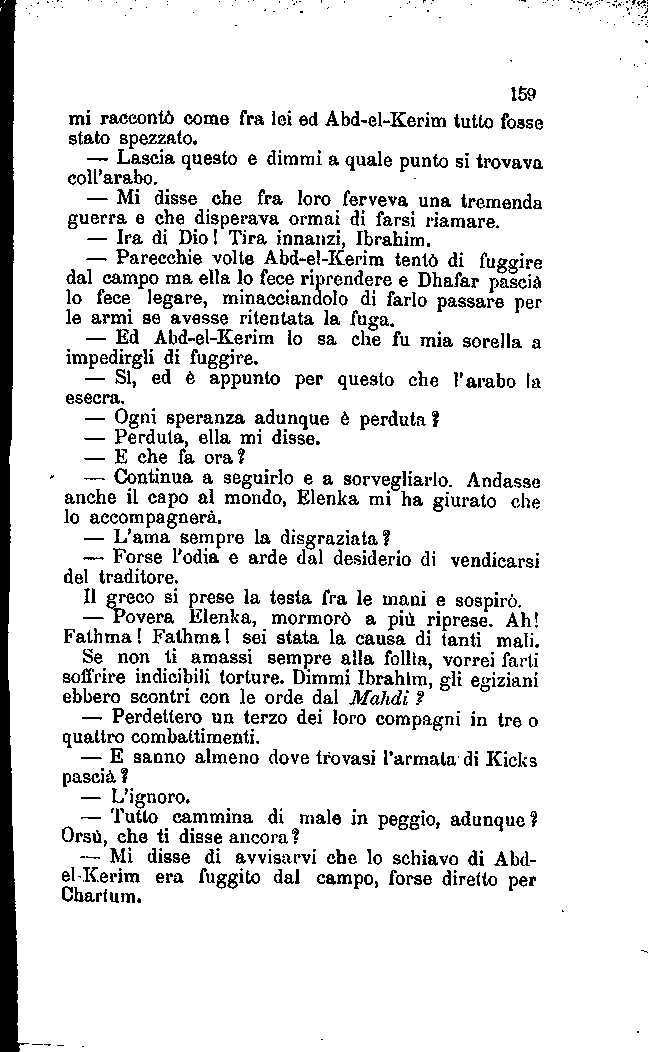 159
mi raccontò come fra lei ed Abd-el-Kerim tutto fosse
stato spezzato.
— Lascia questo e dimmi a quale punto si trovava
coll'arabo.
— Mi disse che fra loro ferveva una tremenda
guerra e che disperava ormai di farsi riamare.
— Ira di Dio! Tira innanzi, Ibrahim.
— Parecchie volte Abd-el-Kerim tentò di fuggire
dal campo ma ella lo fece riprendere e Dhafar pascià
lo fece legare, minacciandolo di farlo passare per
le armi se avesse ritentata la fuga.
— Ed Abd-el-Kerim lo sa che fu mia sorella a
impedirgli di fuggire.
— Sì, ed è appunto per questo che l'arabo la
esecra.
— Ogni speranza adunque è perduta?
— Perduta, ella mi disse.
— E che fa ora?
— Continua a seguirlo e a sorvegliarlo. Andasse
anche il capo al mondo, Elenka mi ha giurato che
lo accompagnerà.
— L'ama sempre la disgraziata?
— Forse l'odia e arde dal desiderio di vendicarsi
del traditore.
Il greco si prese la testa fra le mani e sospirò.
— Povera Elenka, mormorò a più riprese. Ah!
Fathma! Fathma! sei stata la causa di tanti mali.
Se non ti amassi sempre alla follia, vorrei farti
soffrire indicibili torture. Dimmi Ibrahim, gli egiziani
ebbero scontri con le orde dal Mahdi?
— Perdettero un terzo dei loro compagni in tre o
quattro combattimenti.
— E sanno almeno dove trovasi l'armata di Kicks
pascià?
— L'ignoro.
— Tutto cammina di male in peggio, adunque?
Orsù, che ti disse ancora?
— Mi disse di avvisarvi che lo schiavo di Abd-
el-Kerim era fuggito dal campo, forse diretto per
Chartum.